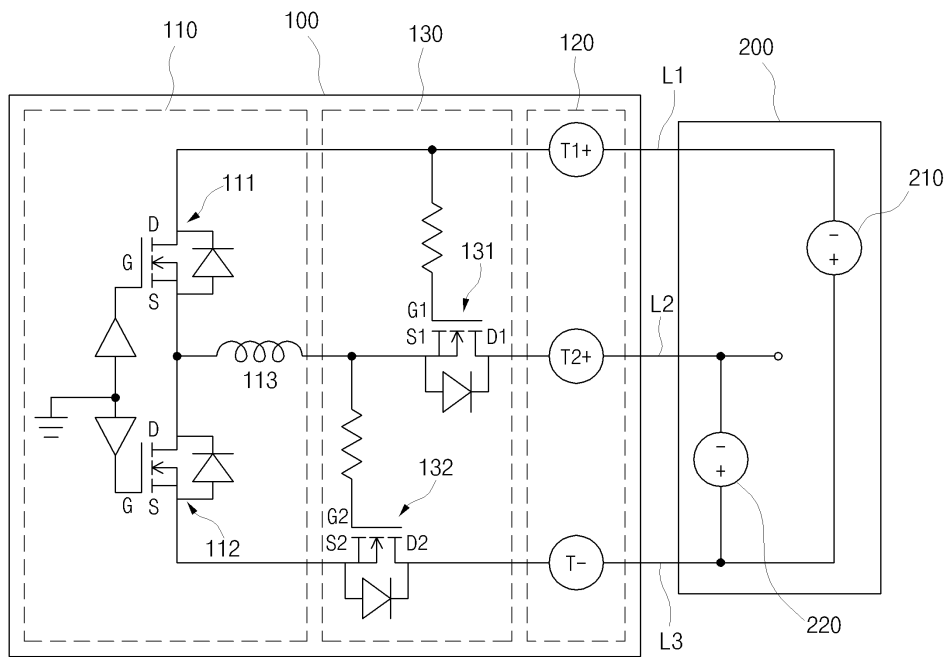 110
100
130
120
L1
200
T1+
111
210
D
G
S
131
G1
S1
D1
L2
T2+
113
D
G
S
132
G2
S2
D2
112
T−
L3
220
−
+
−
+